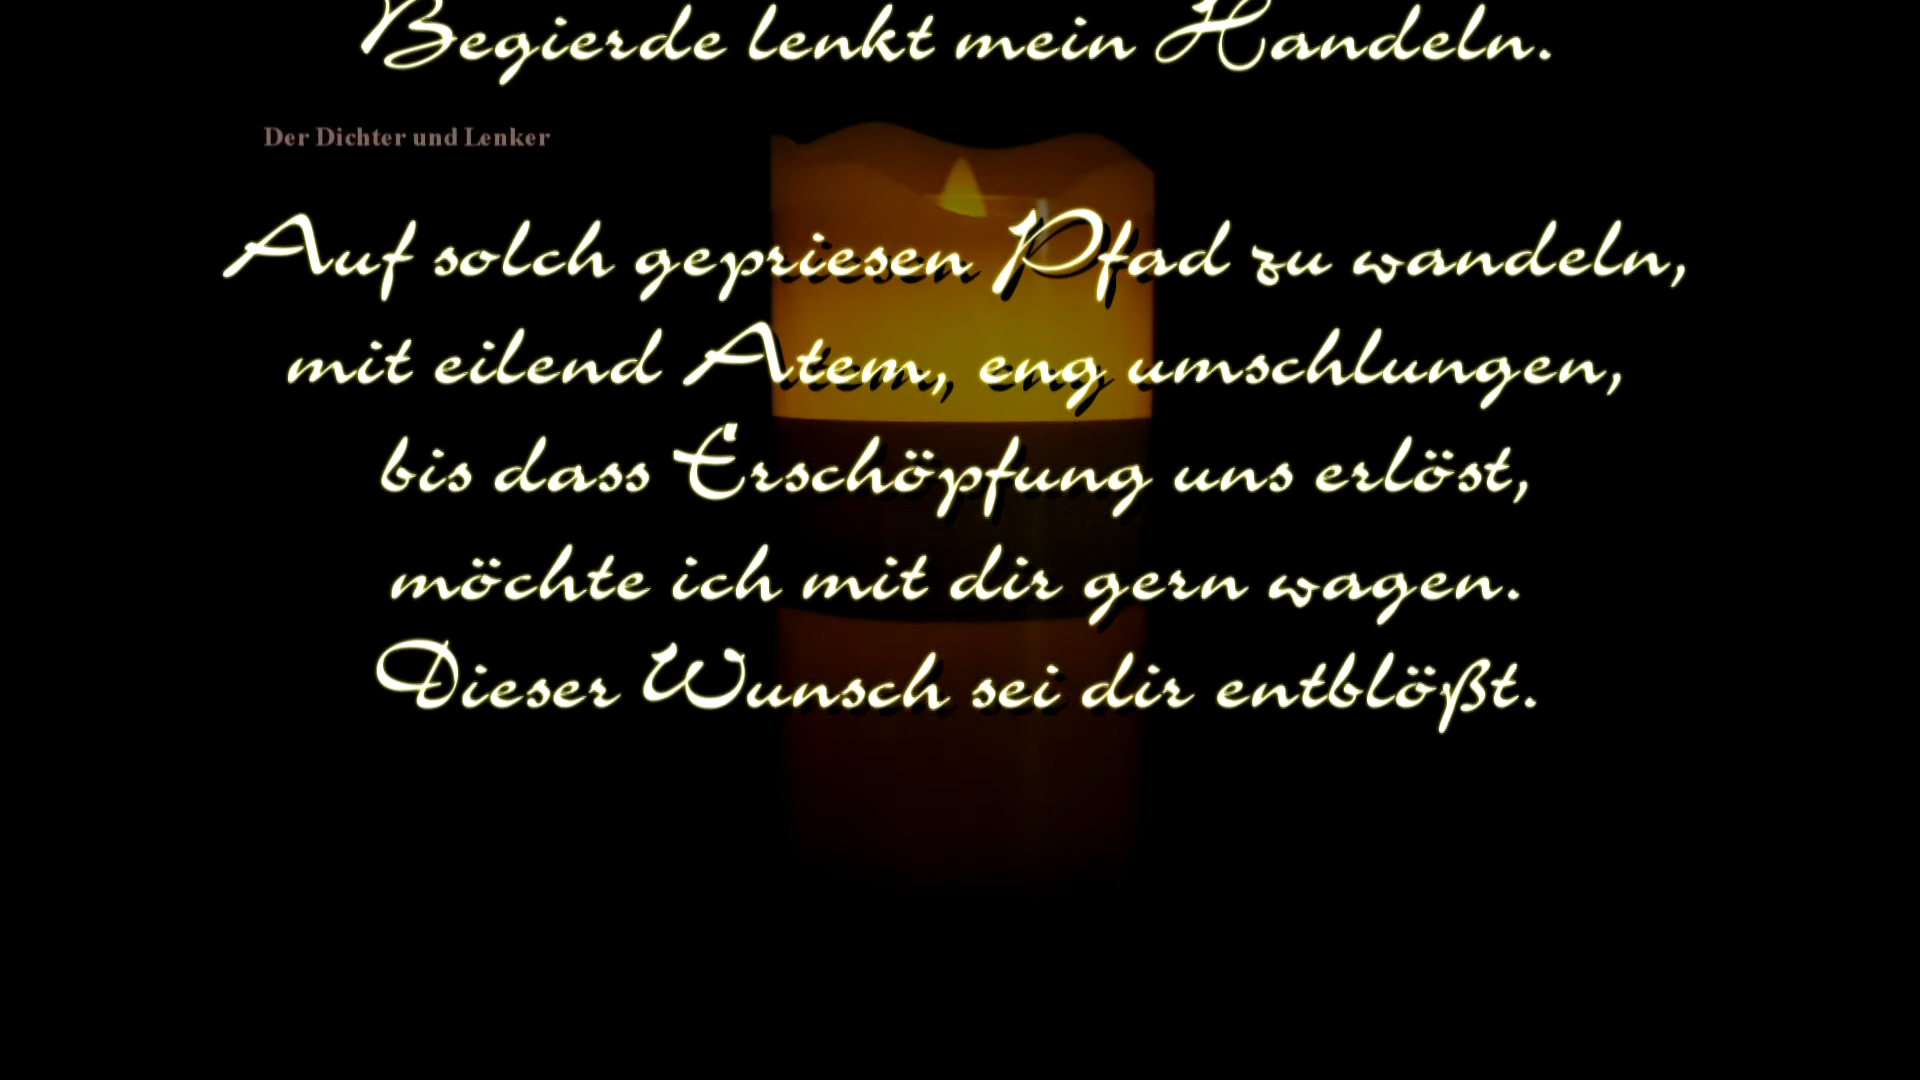 Begierde lenkt mein Handeln.
Der Dichter und Lenker
Auf solch gepriesen Pfad zu wandeln,
mit eilend Atem, eng umschlungen,
bis dass Erschöpfung uns erlöst,
möchte ich mit dir gern wagen.
Dieser Wunsch sei dir entblößt.